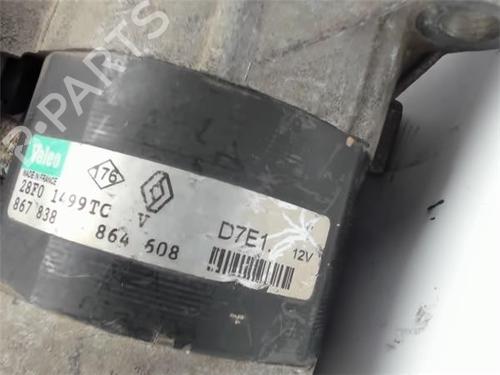 B-PARTS
Valeo
MADE IN FRANCE
176
28F0 1499TC V
867 838
864 608
D7E1
12V